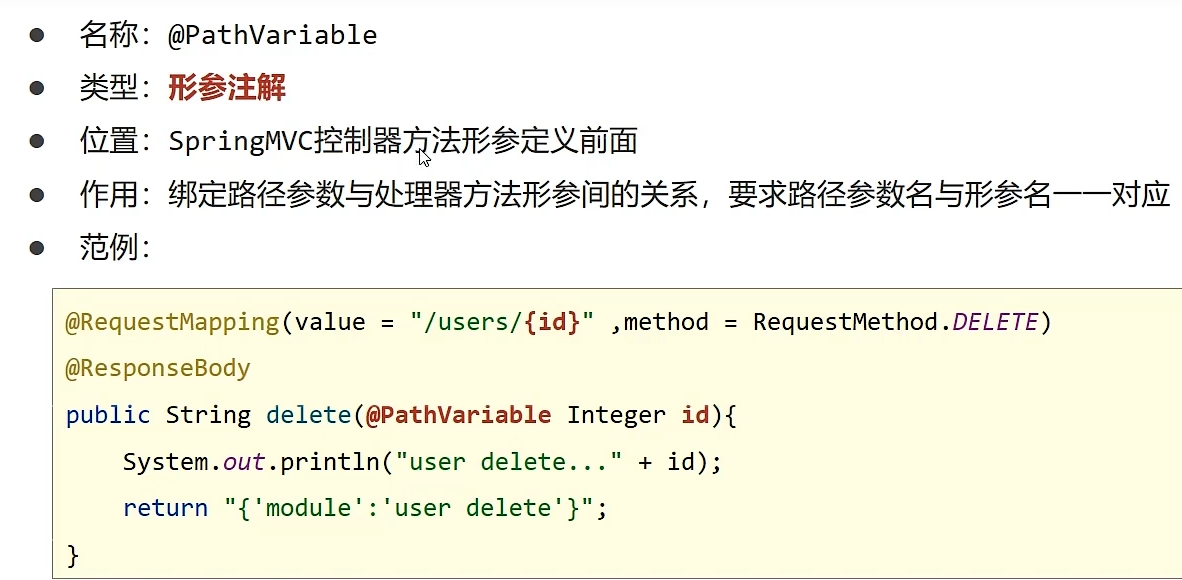 ● 名称：@PathVariable
● 类型：形参注解
● 位置：SpringMVC控制器方法形参定义前面
● 作用：绑定路径参数与处理器方法形参间的关系，要求路径参数名与形参名一一对应
● 范例：
@RequestMapping(value = "/users/{id}" ,method = RequestMethod.DELETE)
@ResponseBody
public String delete(@PathVariable Integer id){
    System.out.println("user delete..." + id);
    return "{'module':'user delete'}";
}